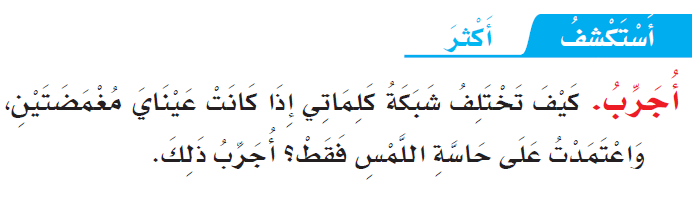 أَسْتَكْشِفُ أَكْثَرَ
أُجَرِّبُ. كَيْفَ تَخْتَلِفُ شَبَكَةُ كَلِمَاتِي إِذَا كَانَتْ عَيْنَايَ مُغْمَضَتَيْنِ،
وَاعْتَمَدْتُ عَلَى حَاسَّةِ اللَّمْسِ فَقَطْ؟ أُجَرِّبُ ذَلِكَ.